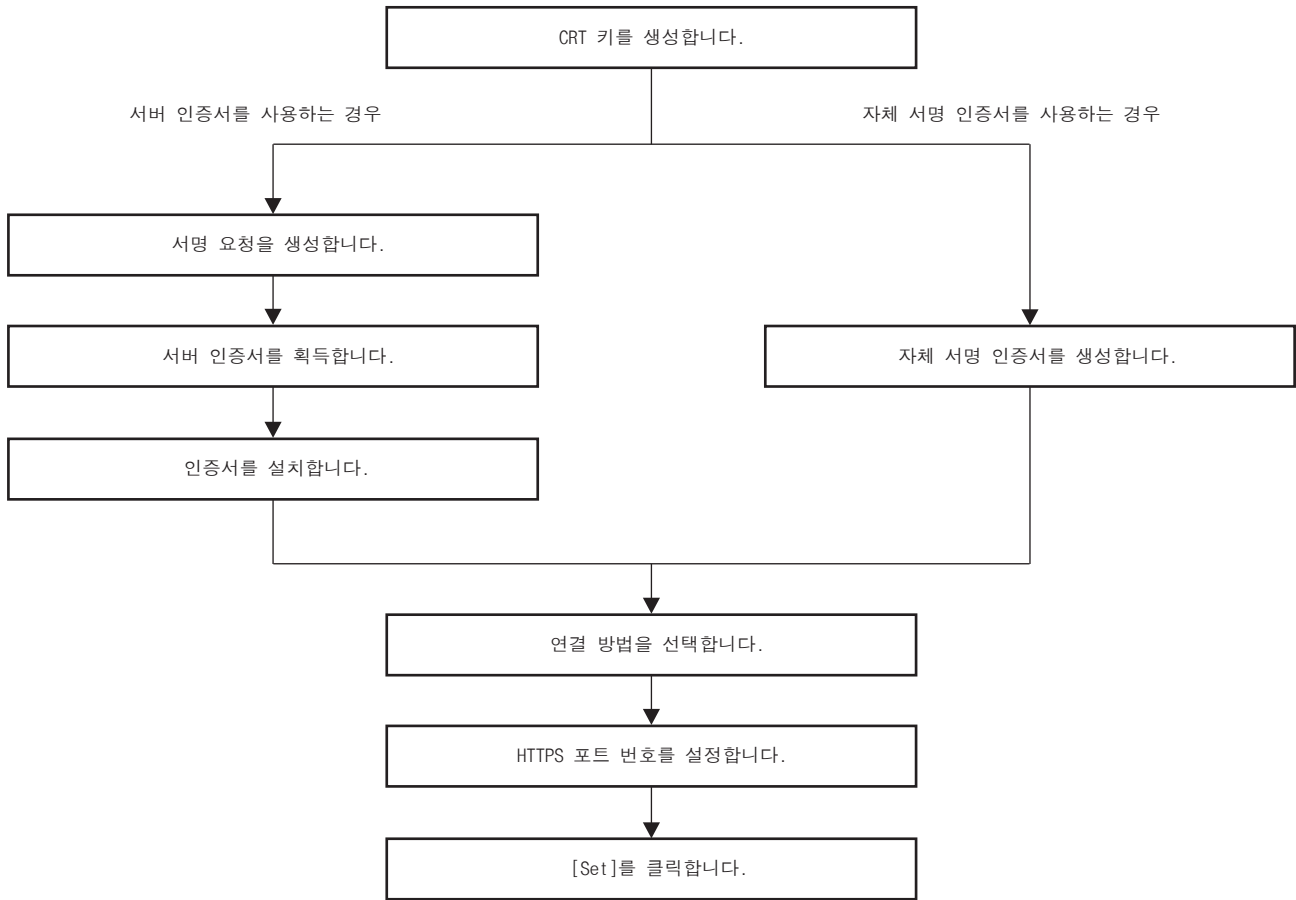 CRT 키를 생성합니다.
서버 인증서를 사용하는 경우
자체 서명 인증서를 사용하는 경우
서명 요청을 생성합니다.
서버 인증서를 획득합니다.
자체 서명 인증서를 생성합니다.
인증서를 설치합니다.
연결 방법을 선택합니다.
HTTPS 포트 번호를 설정합니다.
[Set]를 클릭합니다.